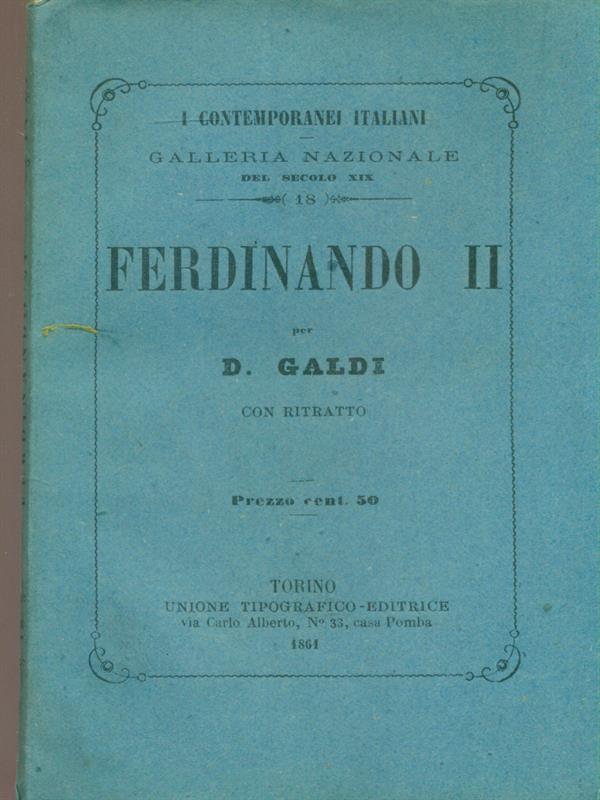 I CONTEMPORANEI ITALIANI
GALLERIA NAZIONALE
DEL SECOLO XIX
( 18 )
FERDINANDO II
per
D. GALDI
CON RITRATTO
Prezzo cent. 50
TORINO
UNIONE TIPOGRAFICO-EDITRICE
via Carlo Alberto, Nº 33, casa Pomba
1861